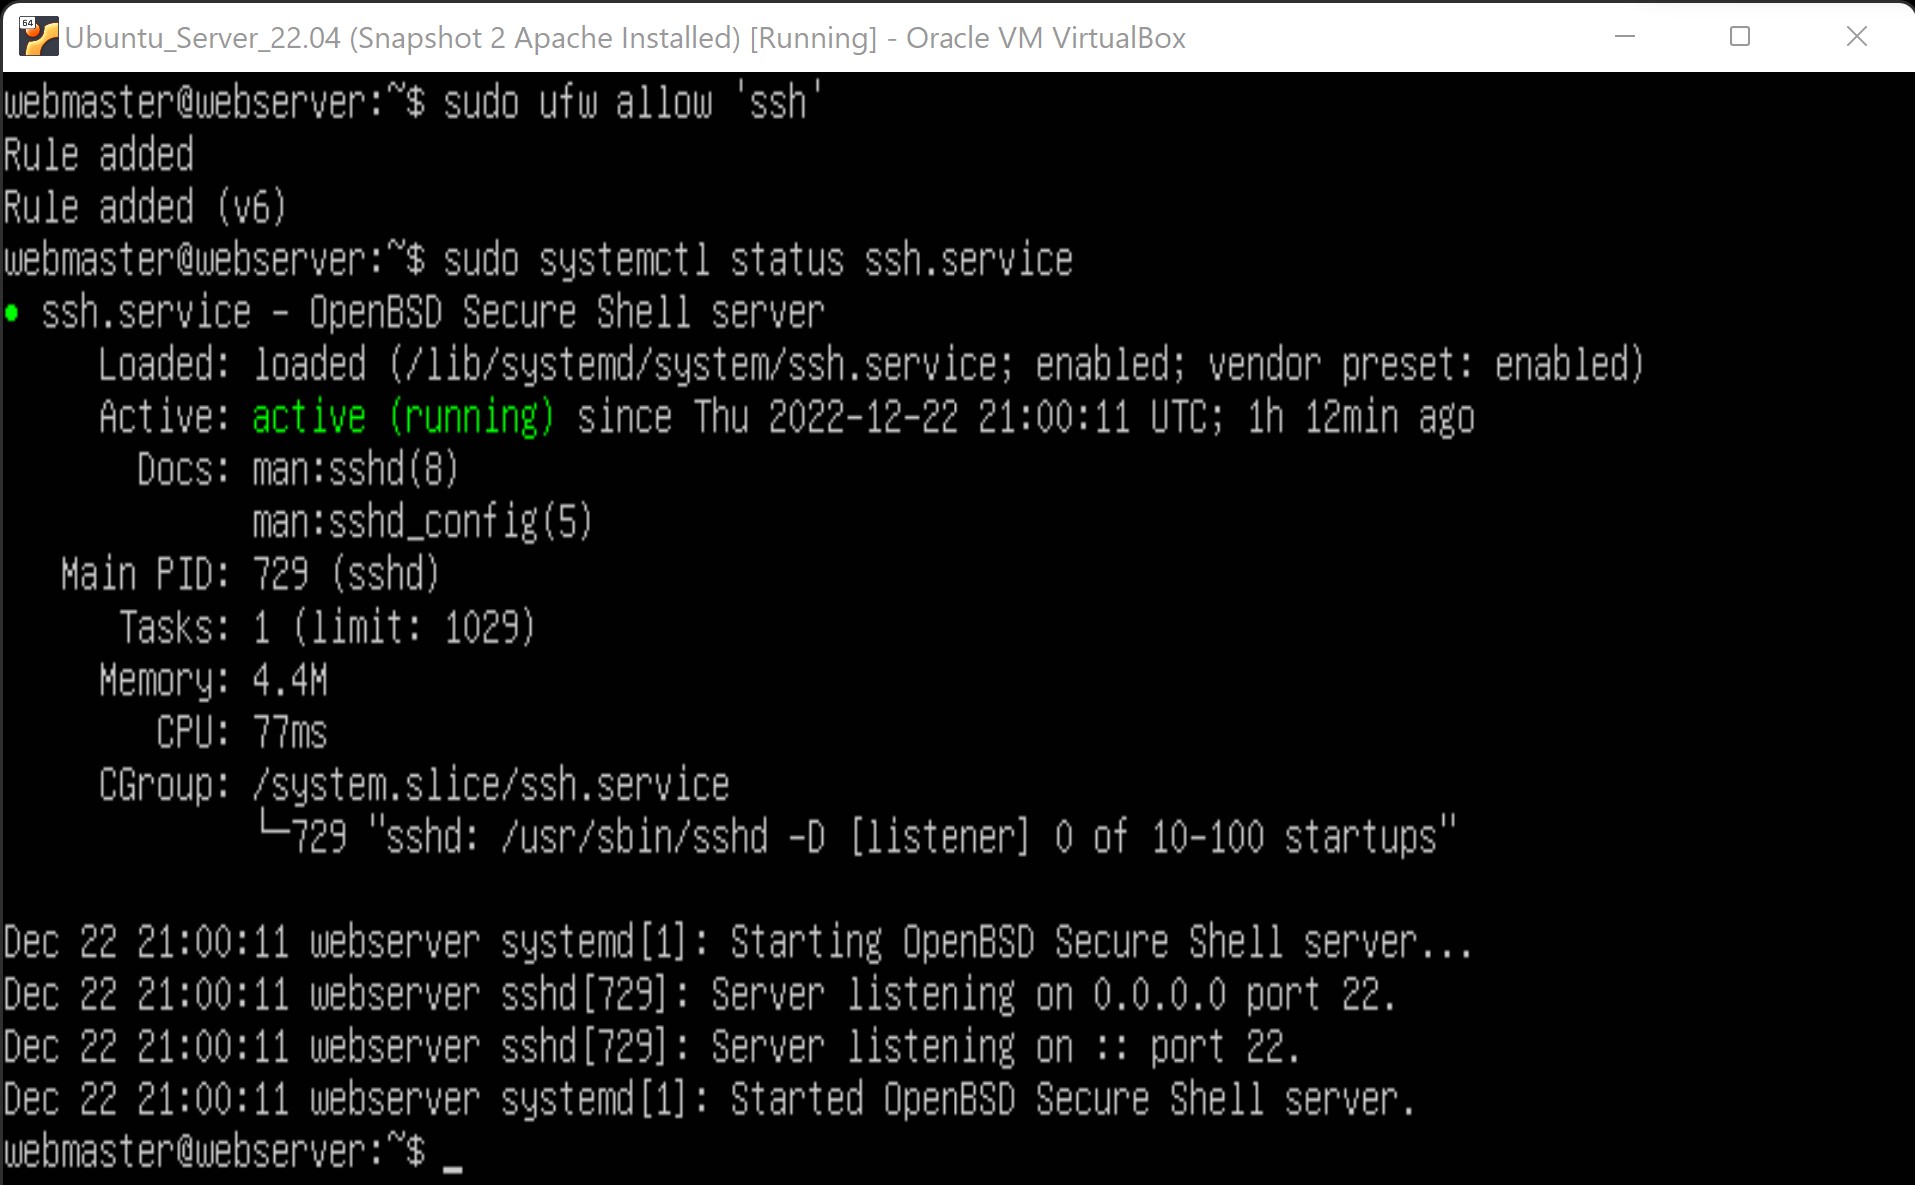 64
Ubuntu_Server_22.04 (Snapshot 2 Apache Installed) [Running] - Oracle VM VirtualBox
webmaster@webserver:~$ sudo ufw allow 'ssh'
Rule added
Rule added (v6)
webmaster@webserver:~$ sudo systemctl status ssh.service
● ssh.service - OpenBSD Secure Shell server
Loaded: loaded (/lib/systemd/system/ssh.service; enabled; vendor preset: enabled)
Active: active (running) since Thu 2022-12-22 21:00:11 UTC; 1h 12min ago
Docs: man:sshd(8)
man:sshd_config(5)
Main PID: 729 (sshd)
Tasks: 1 (limit: 1029)
Memory: 4.4M
CPU: 77ms
CGroup: /system.slice/ssh.service
└─729 "sshd: /usr/sbin/sshd -D [listener] 0 of 10-100 startups"
Dec 22 21:00:11 webserver systemd[1]: Starting OpenBSD Secure Shell server...
Dec 22 21:00:11 webserver sshd[729]: Server listening on 0.0.0.0 port 22.
Dec 22 21:00:11 webserver sshd[729]: Server listening on :: port 22.
Dec 22 21:00:11 webserver systemd[1]: Started OpenBSD Secure Shell server.
webmaster@webserver:~$ _